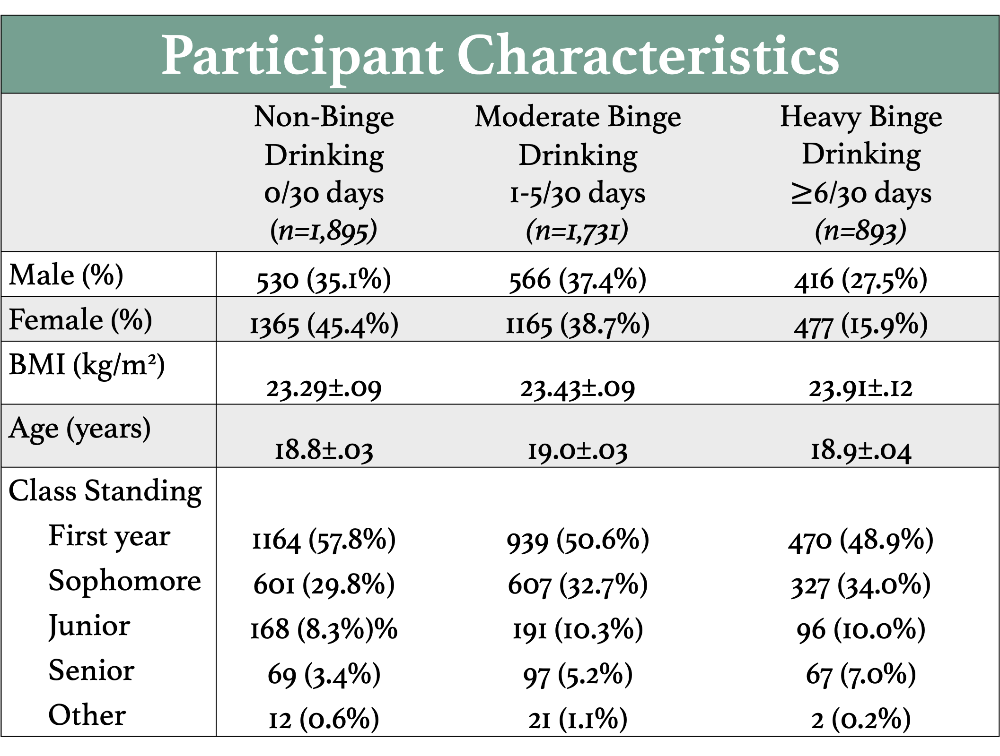 Participant Characteristics
Non-Binge Drinking 0/30 days (n=1,895)
Moderate Binge Drinking 1-5/30 days (n=1,731)
Heavy Binge Drinking ≥6/30 days (n=893)
Male (%) 530 (35.1%) 566 (37.4%) 416 (27.5%)
Female (%) 1365 (45.4%) 1165 (38.7%) 477 (15.9%)
BMI (kg/m²) 23.29±.09 23.43±.09 23.91±.12
Age (years) 18.8±.03 19.0±.03 18.9±.04
Class Standing
First year 1164 (57.8%) 939 (50.6%) 470 (48.9%)
Sophomore 601 (29.8%) 607 (32.7%) 327 (34.0%)
Junior 168 (8.3%)% 191 (10.3%) 96 (10.0%)
Senior 69 (3.4%) 97 (5.2%) 67 (7.0%)
Other 12 (0.6%) 21 (1.1%) 2 (0.2%)